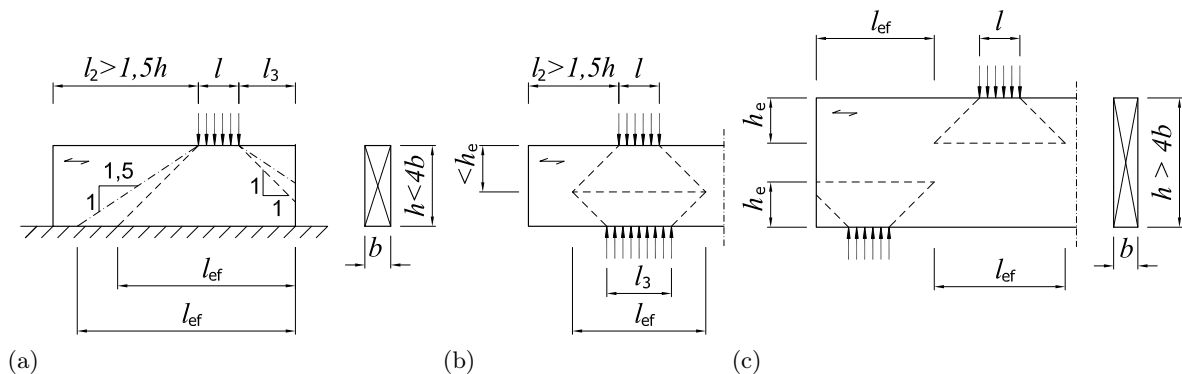 l₂>1,5h
l
l₃
1,5
1
1
1
l_ef
l_ef
h<4b
b
(a)
l₂>1,5h
l
<h_e
l₃
l_ef
(b)
l_ef
l
h_e
h_e
l_ef
h > 4b
b
(c)